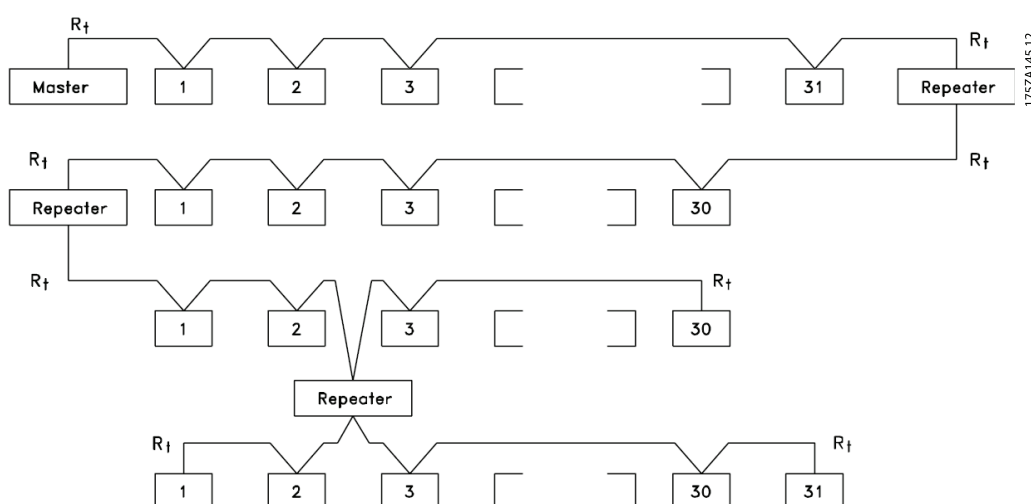 Rt Rt
Master 1 2 3 31 Repeater
1757A145.12
Rt Rt
Repeater 1 2 3 30
Rt Rt
1 2 3 30
Repeater
Rt Rt
1 2 3 30 31